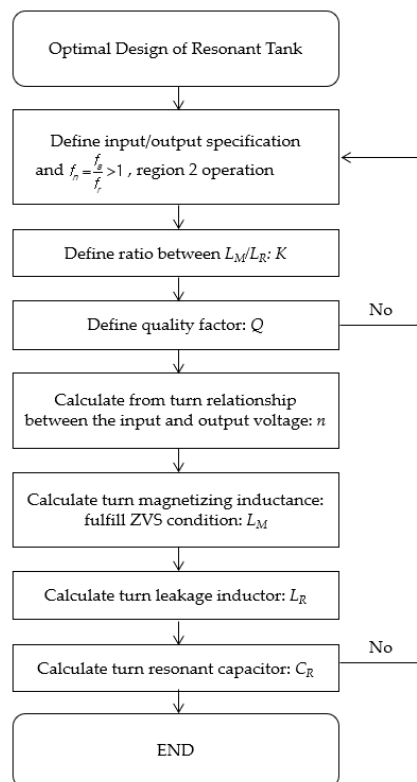 Optimal Design of Resonant Tank
Define input/output specification
and f_n = f_s/f_r >1 , region 2 operation
Define ratio between L_M/L_R: K
Define quality factor: Q
No
Calculate from turn relationship
between the input and output voltage: n
Calculate turn magnetizing inductance:
fulfill ZVS condition: L_M
Calculate turn leakage inductor: L_R
No
Calculate turn resonant capacitor: C_R
END